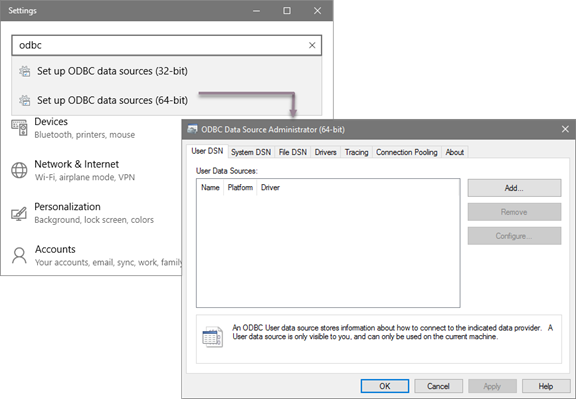 Settings
odbc
Set up ODBC data sources (32-bit)
Set up ODBC data sources (64-bit)
Devices
Bluetooth, printers, mouse
Network & Internet
Wi-Fi, airplane mode, VPN
Personalization
Background, lock screen, colors
Accounts
Your accounts, email, sync, work, family
ODBC Data Source Administrator (64-bit)
User DSN System DSN File DSN Drivers Tracing Connection Pooling About
User Data Sources:
Name Platform Driver
Add...
Remove
Configure...
An ODBC User data source stores information about how to connect to the indicated data provider. A
User data source is only visible to you, and can only be used on the current machine.
OK Cancel Apply Help